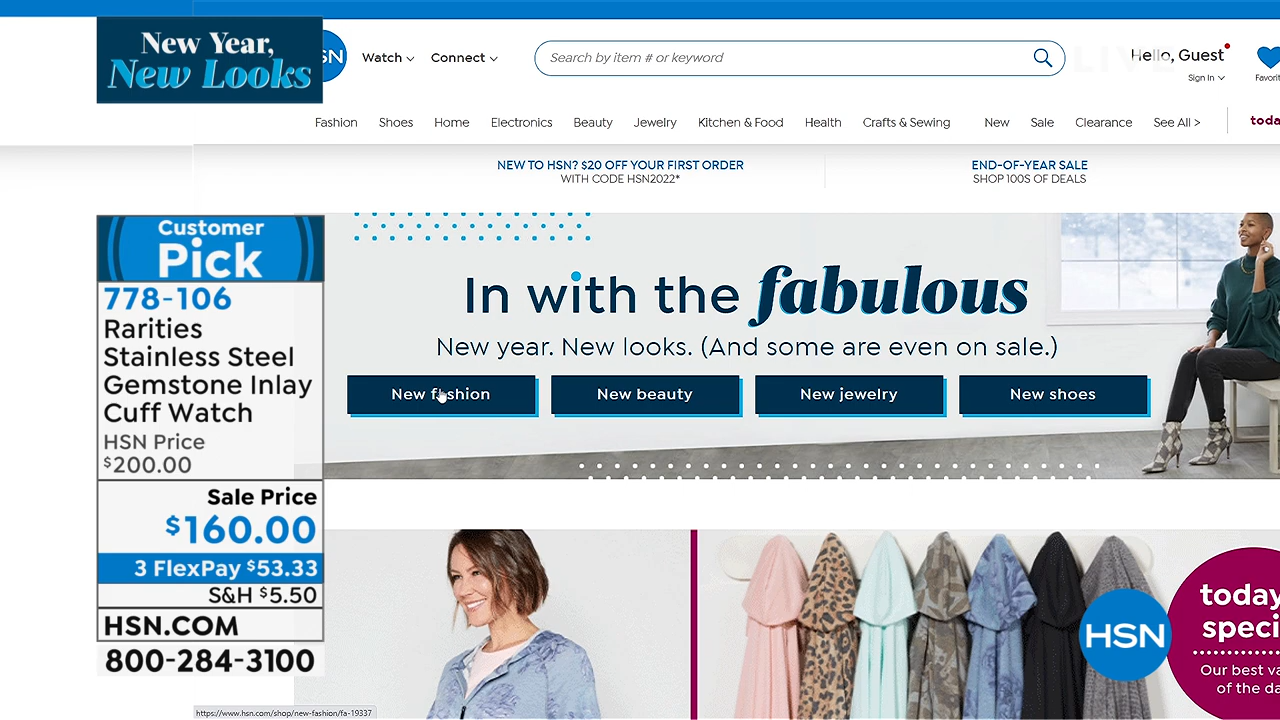 New Year,
New Looks
SN
Watch
Connect
Search by item # or keyword
LIVE
Hello, Guest
Sign In
Favori
Fashion
Shoes
Home
Electronics
Beauty
Jewelry
Kitchen & Food
Health
Crafts & Sewing
New
Sale
Clearance
See All >
toda
NEW TO HSN? $20 OFF YOUR FIRST ORDER
WITH CODE HSN2022*
END-OF-YEAR SALE
SHOP 100S OF DEALS
Customer
Pick
778-106
Rarities
Stainless Steel
Gemstone Inlay
Cuff Watch
HSN Price
$200.00
Sale Price
$160.00
3 FlexPay $53.33
S&H $5.50
HSN.COM
800-284-3100
In with the fabulous
New year. New looks. (And some are even on sale.)
New fashion
New beauty
New jewelry
New shoes
HSN
today
speci
Our best va
of the da
https://www.hsn.com/shop/new-fashion/fa-19337